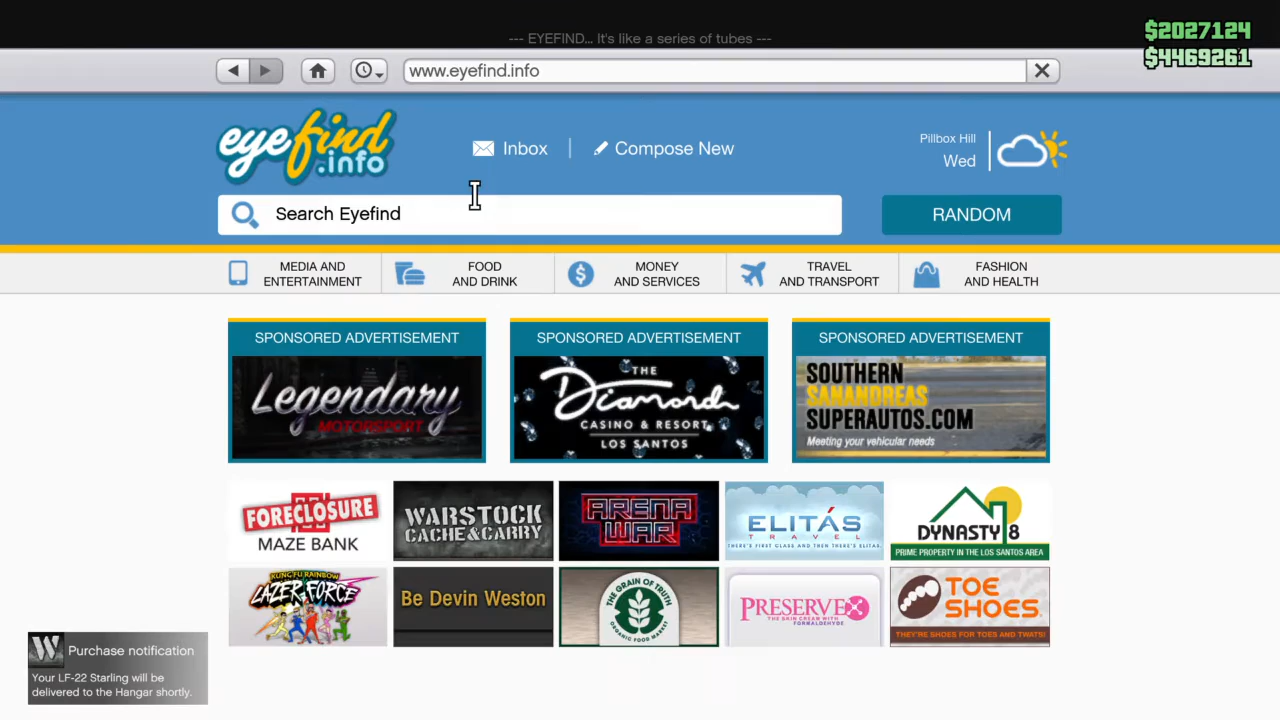 --- EYEFIND... It's like a series of tubes ---
$2027124
$4469261
www.eyefind.info
eyefind
.info
Inbox
Compose New
Pillbox Hill
Wed
Search Eyefind
RANDOM
MEDIA AND
ENTERTAINMENT
FOOD
AND DRINK
MONEY
AND SERVICES
TRAVEL
AND TRANSPORT
FASHION
AND HEALTH
SPONSORED ADVERTISEMENT
Legendary
MOTORSPORT
SPONSORED ADVERTISEMENT
THE
Diamond
CASINO & RESORT
LOS SANTOS
SPONSORED ADVERTISEMENT
SOUTHERN
SANANDREAS
SUPERAUTOS.COM
Meeting your vehicular needs
FORECLOSURE
MAZE BANK
WARSTOCK
CACHE&CARRY
ARENA
WAR
ELITÁS
TRAVEL
THERE'S FIRST CLASS AND THEN THERE'S ELITAS.
DYNASTY 8
PRIME PROPERTY IN THE LOS SANTOS AREA
KUNG FU RAINBOW
LAZER FORCE
Be Devin Weston
THE GRAIN OF TRUTH
ORGANIC FOOD MARKET
PRESERVEX
THE SKIN CREAM WITH
FORMALDEHYDE
TOE
SHOES
THEY'RE SHOES FOR TOES AND TWATS!
W
Purchase notification
Your LF-22 Starling will be
delivered to the Hangar shortly.